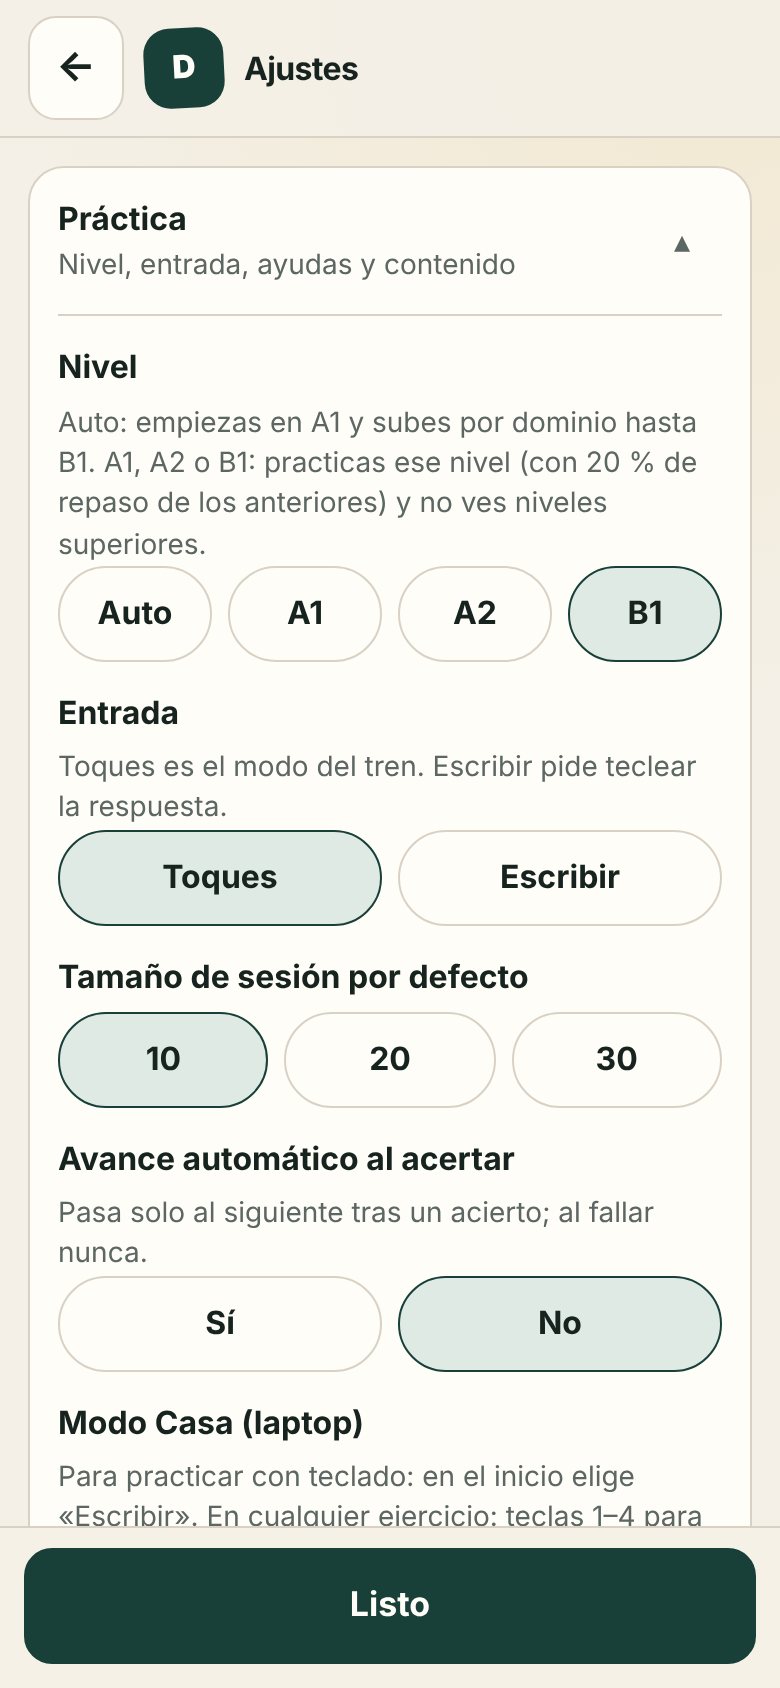 D
Ajustes
Práctica
Nivel, entrada, ayudas y contenido
Nivel
Auto: empiezas en A1 y subes por dominio hasta
B1. A1, A2 o B1: practicas ese nivel (con 20 % de
repaso de los anteriores) y no ves niveles
superiores.
Auto
A1
A2
B1
Entrada
Toques es el modo del tren. Escribir pide teclear
la respuesta.
Toques
Escribir
Tamaño de sesión por defecto
10
20
30
Avance automático al acertar
Pasa solo al siguiente tras un acierto; al fallar
nunca.
Sí
No
Modo Casa (laptop)
Para practicar con teclado: en el inicio elige
«Escribir». En cualquier ejercicio: teclas 1–4 para
Listo